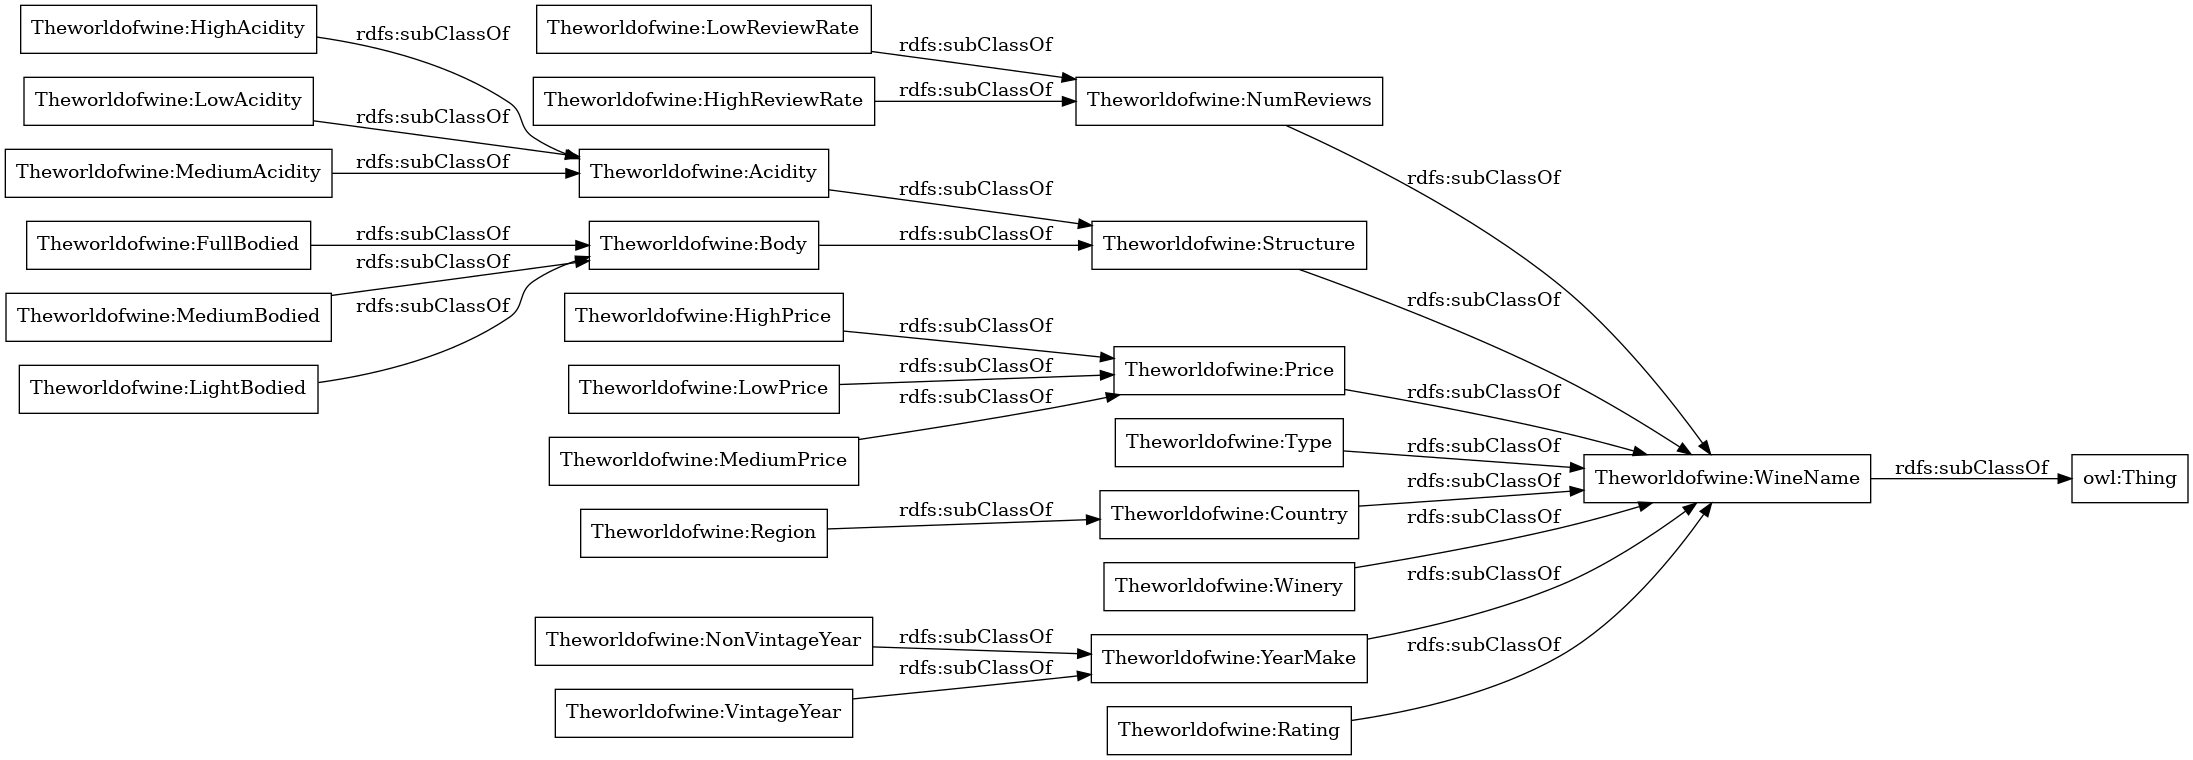 Theworldofwine:HighAcidity
rdfs:subClassOf
Theworldofwine:LowReviewRate
rdfs:subClassOf
Theworldofwine:LowAcidity
rdfs:subClassOf
Theworldofwine:HighReviewRate
rdfs:subClassOf
Theworldofwine:NumReviews
Theworldofwine:MediumAcidity
rdfs:subClassOf
Theworldofwine:Acidity
rdfs:subClassOf
rdfs:subClassOf
Theworldofwine:FullBodied
rdfs:subClassOf
Theworldofwine:Body
rdfs:subClassOf
Theworldofwine:Structure
rdfs:subClassOf
Theworldofwine:MediumBodied
rdfs:subClassOf
Theworldofwine:HighPrice
rdfs:subClassOf
rdfs:subClassOf
Theworldofwine:LightBodied
Theworldofwine:LowPrice
rdfs:subClassOf
Theworldofwine:Price
rdfs:subClassOf
rdfs:subClassOf
Theworldofwine:Type
rdfs:subClassOf
Theworldofwine:MediumPrice
Theworldofwine:WineName
rdfs:subClassOf
owl:Thing
rdfs:subClassOf
Theworldofwine:Region
rdfs:subClassOf
Theworldofwine:Country
rdfs:subClassOf
Theworldofwine:Winery
rdfs:subClassOf
Theworldofwine:NonVintageYear
rdfs:subClassOf
Theworldofwine:YearMake
rdfs:subClassOf
rdfs:subClassOf
Theworldofwine:VintageYear
Theworldofwine:Rating